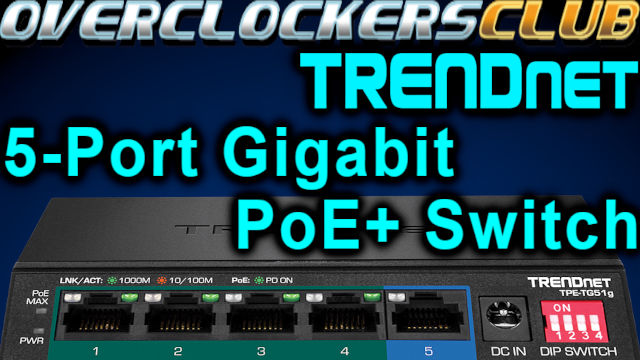 OVERCLOCKERSCLUB
TRENDNET
5-Port Gigabit
PoE+ Switch
LNK/ACT: 1000M 10/100M PoE: PD ON
TRENDNET
TPE-TG51g
PoE
MAX
PWR
ON
1 2 3 4
1 2 3 4 5 DC IN DIP SWITCH